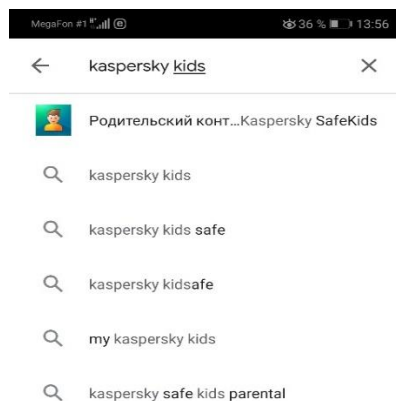 MegaFon #1 36 % 13:56
kaspersky kids
Родительский конт...Kaspersky SafeKids
kaspersky kids
kaspersky kids safe
kaspersky kidsafe
my kaspersky kids
kaspersky safe kids parental